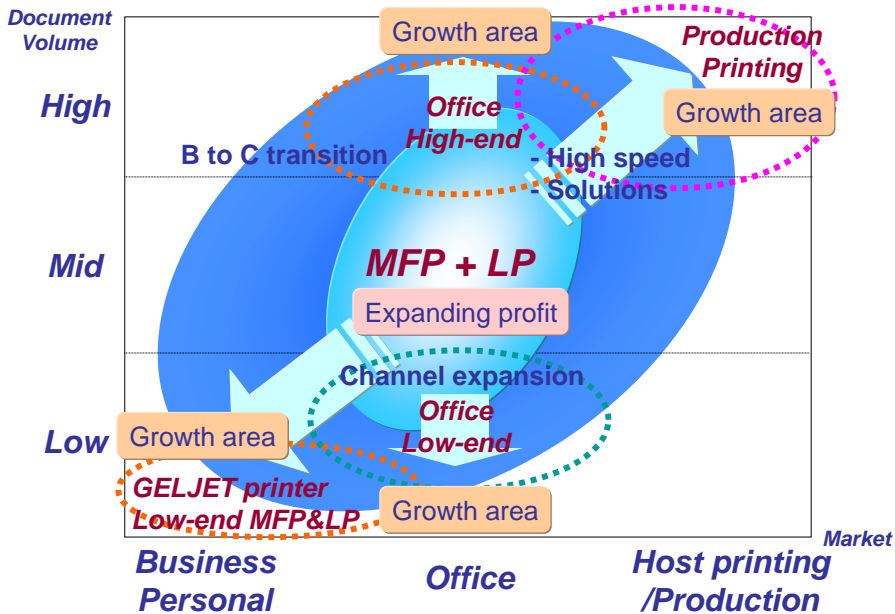 Document
Volume
Growth area
Production
Printing
High
Office
High-end
Growth area
B to C transition
- High speed
- Solutions
Mid
MFP + LP
Expanding profit
Channel expansion
Low
Growth area
Office
Low-end
GELJET printer
Low-end MFP&LP
Growth area
Market
Business
Personal
Office
Host printing
/Production